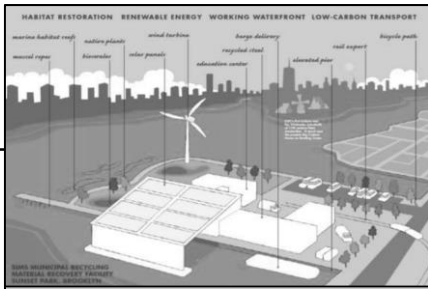 HABITAT RESTORATION RENEWABLE ENERGY WORKING WATERFRONT LOW-CARBON TRANSPORT
marine habitat reefs
native plants
wind turbine
barge delivery
rail export
bicycle path
mussel ropes
bioswales
solar panels
recycled steel
elevated pier
education center
SIMS MUNICIPAL RECYCLING
MATERIAL RECOVERY FACILITY
SUNSET PARK, BROOKLYN